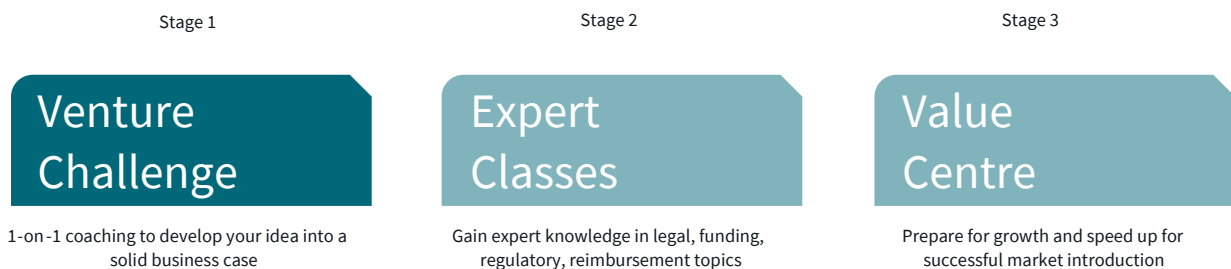 Stage 1
Venture
Challenge
1-on-1 coaching to develop your idea into a
solid business case
Stage 2
Expert
Classes
Gain expert knowledge in legal, funding,
regulatory, reimbursement topics
Stage 3
Value
Centre
Prepare for growth and speed up for
successful market introduction